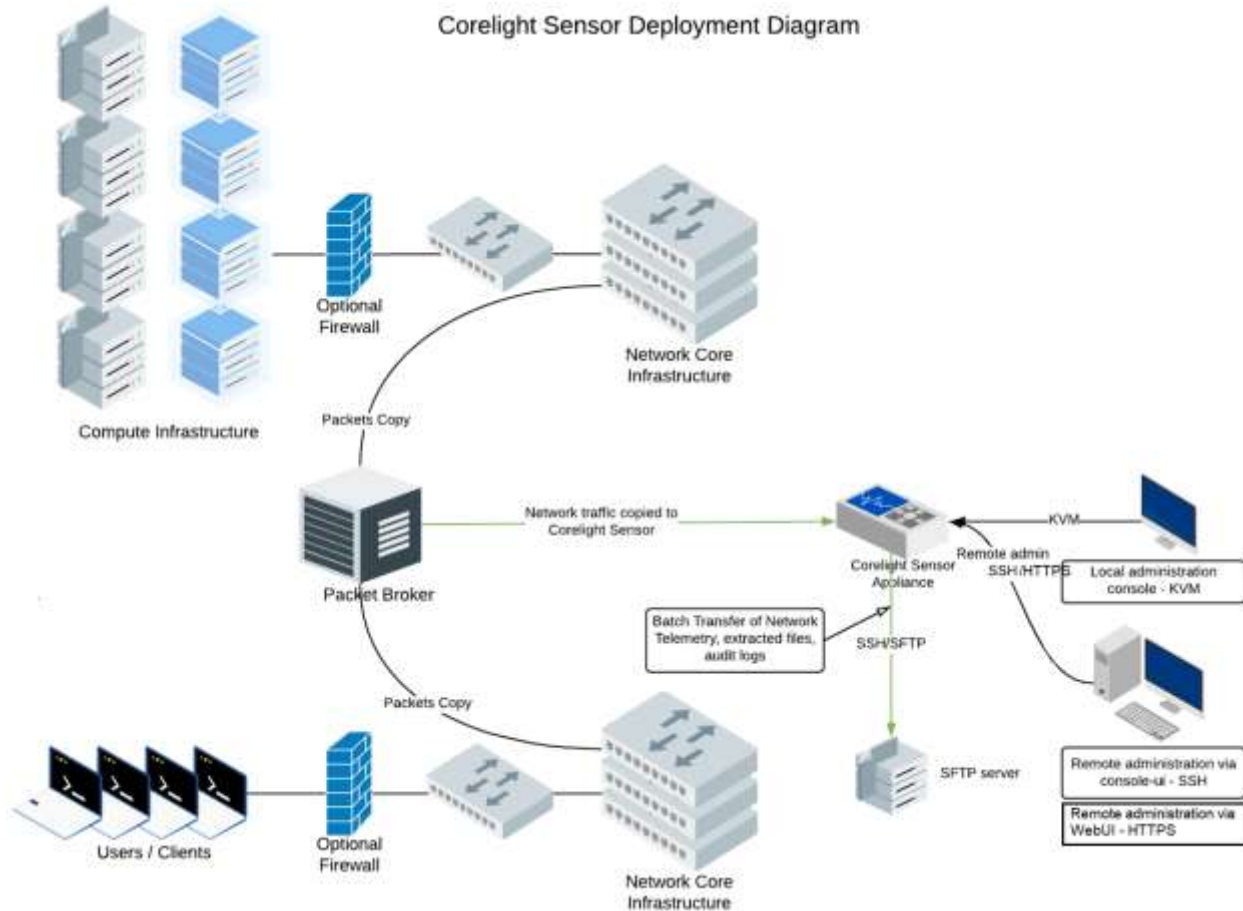 Corelight Sensor Deployment Diagram
Optional
Firewall
Network Core
Infrastructure
Compute Infrastructure
Packets Copy
Network traffic copied to
Corelight Sensor
Packet Broker
Corelight Sensor
Appliance
KVM
Remote admin
SSH/HTTPS
Local administration
console - KVM
Batch Transfer of Network
Telemetry, extracted files,
audit logs
SSH/SFTP
Packets Copy
SFTP server
Remote administration via
console-ui - SSH
Remote administration via
WebUI - HTTPS
Users / Clients
Optional
Firewall
Network Core
Infrastructure